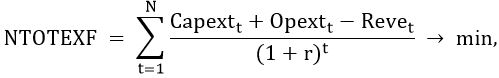 NTOTEXF = ∑_{t=1}^{N} (Capext_t + Opext_t − Reve_t) / (1 + r)^t → min,